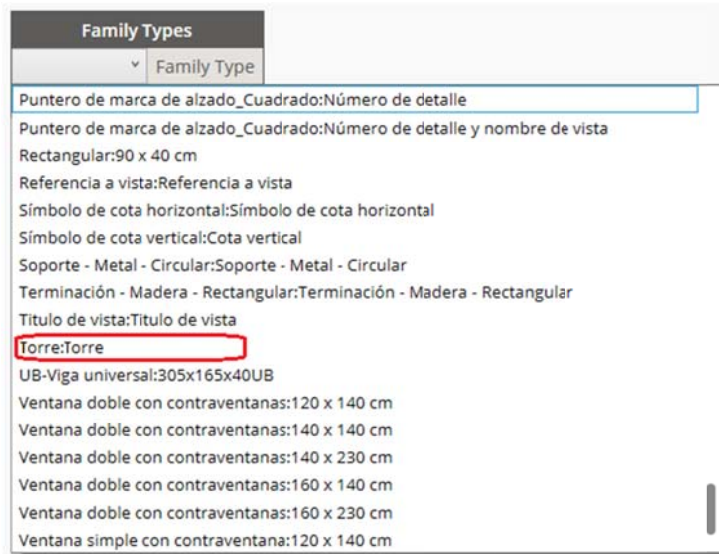 Family Types
Family Type
Puntero de marca de alzado_Cuadrado:Número de detalle
Puntero de marca de alzado_Cuadrado:Número de detalle y nombre de vista
Rectangular:90 x 40 cm
Referencia a vista:Referencia a vista
Símbolo de cota horizontal:Símbolo de cota horizontal
Símbolo de cota vertical:Cota vertical
Soporte - Metal - Circular:Soporte - Metal - Circular
Terminación - Madera - Rectangular:Terminación - Madera - Rectangular
Titulo de vista:Titulo de vista
Torre:Torre
UB-Viga universal:305x165x40UB
Ventana doble con contraventanas:120 x 140 cm
Ventana doble con contraventanas:140 x 140 cm
Ventana doble con contraventanas:140 x 230 cm
Ventana doble con contraventanas:160 x 140 cm
Ventana doble con contraventanas:160 x 230 cm
Ventana simple con contraventana:120 x 140 cm